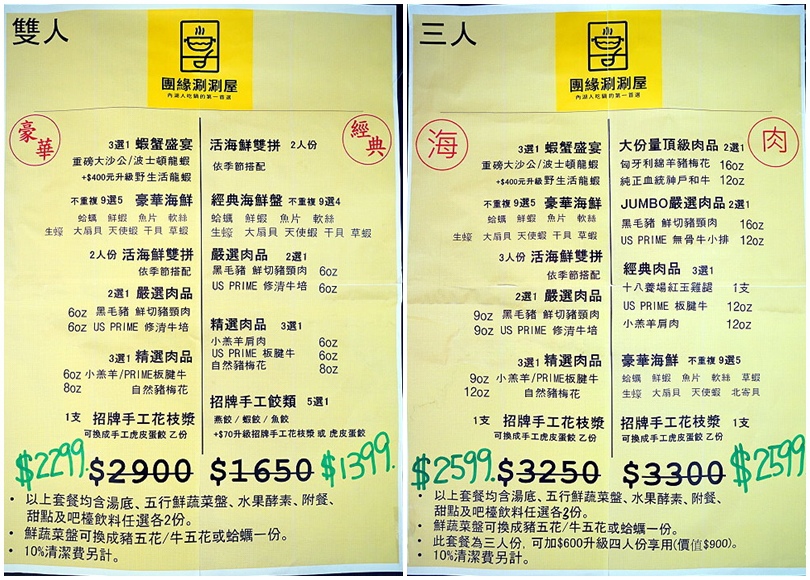 雙人
團緣涮涮屋
內湖人吃鍋的第一首選
豪華
3選1 蝦蟹盛宴
重磅大沙公/波士頓龍蝦
+$400元升級野生活龍蝦
不重複 9選5 豪華海鮮
蛤蠣 鮮蝦 魚片 軟絲
生蠔 大扇貝 天使蝦 干貝 草蝦
2人份 活海鮮雙拼
依季節搭配
2選1 嚴選肉品
6oz 黑毛豬 鮮切豬頸肉
6oz US PRIME 修清牛培
3選1 精選肉品
6oz 小羔羊/PRIME板腱牛
8oz 自然豬梅花
1支 招牌手工花枝漿
可換成手工虎皮蛋餃 乙份
$2299. $2900
經典
活海鮮雙拼 2人份
依季節搭配
經典海鮮盤 不重複 9選4
蛤蠣 鮮蝦 魚片 軟絲
生蠔 大扇貝 天使蝦 干貝 草蝦
嚴選肉品 2選1
黑毛豬 鮮切豬頸肉 6oz
US PRIME 修清牛培 6oz
精選肉品 3選1
小羔羊肩肉 6oz
US PRIME 板腱牛 6oz
自然豬梅花 8oz
招牌手工餃類 5選1
燕餃/蝦餃/魚餃
+$70升級招牌手工花枝漿 或 虎皮蛋餃
$1650 $1399.
• 以上套餐均含湯底、五行鮮蔬菜盤、水果酵素、附餐、
甜點及吧檯飲料任選各2份。
• 鮮蔬菜盤可換成豬五花/牛五花或蛤蠣一份。
• 10%清潔費另計。
三人
團緣涮涮屋
內湖人吃鍋的第一首選
海
3選1 蝦蟹盛宴
重磅大沙公/波士頓龍蝦
+$400元升級野生活龍蝦
不重複 9選5 豪華海鮮
蛤蠣 鮮蝦 魚片 軟絲
生蠔 大扇貝 天使蝦 干貝 草蝦
3人份 活海鮮雙拼
依季節搭配
2選1 嚴選肉品
9oz 黑毛豬 鮮切豬頸肉
9oz US PRIME 修清牛培
3選1 精選肉品
9oz 小羔羊/PRIME板腱牛
12oz 自然豬梅花
1支 招牌手工花枝漿
可換成手工虎皮蛋餃 乙份
$2599. $3250
肉
大份量頂級肉品 2選1
匈牙利綿羊豬梅花 16oz
純正血統神戶和牛 12oz
JUMBO嚴選肉品 2選1
黑毛豬 鮮切豬頸肉 16oz
US PRIME 無骨牛小排 12oz
經典肉品 3選1
十八養場紅玉雞腿 1支
US PRIME 板腱牛 12oz
小羔羊肩肉 12oz
豪華海鮮 不重複 9選5
蛤蠣 鮮蝦 魚片 軟絲 草蝦
生蠔 大扇貝 天使蝦 北寄貝
招牌手工花枝漿 1支
可換成手工虎皮蛋餃 乙份
$3300 $2599
• 以上套餐均含湯底、五行鮮蔬菜盤、水果酵素、附餐、
甜點及吧檯飲料任選各3份。
• 鮮蔬菜盤可換成豬五花/牛五花或蛤蠣一份。
• 此套餐為三人份, 可加$600升級四人份享用(價值$900)。
• 10%清潔費另計。